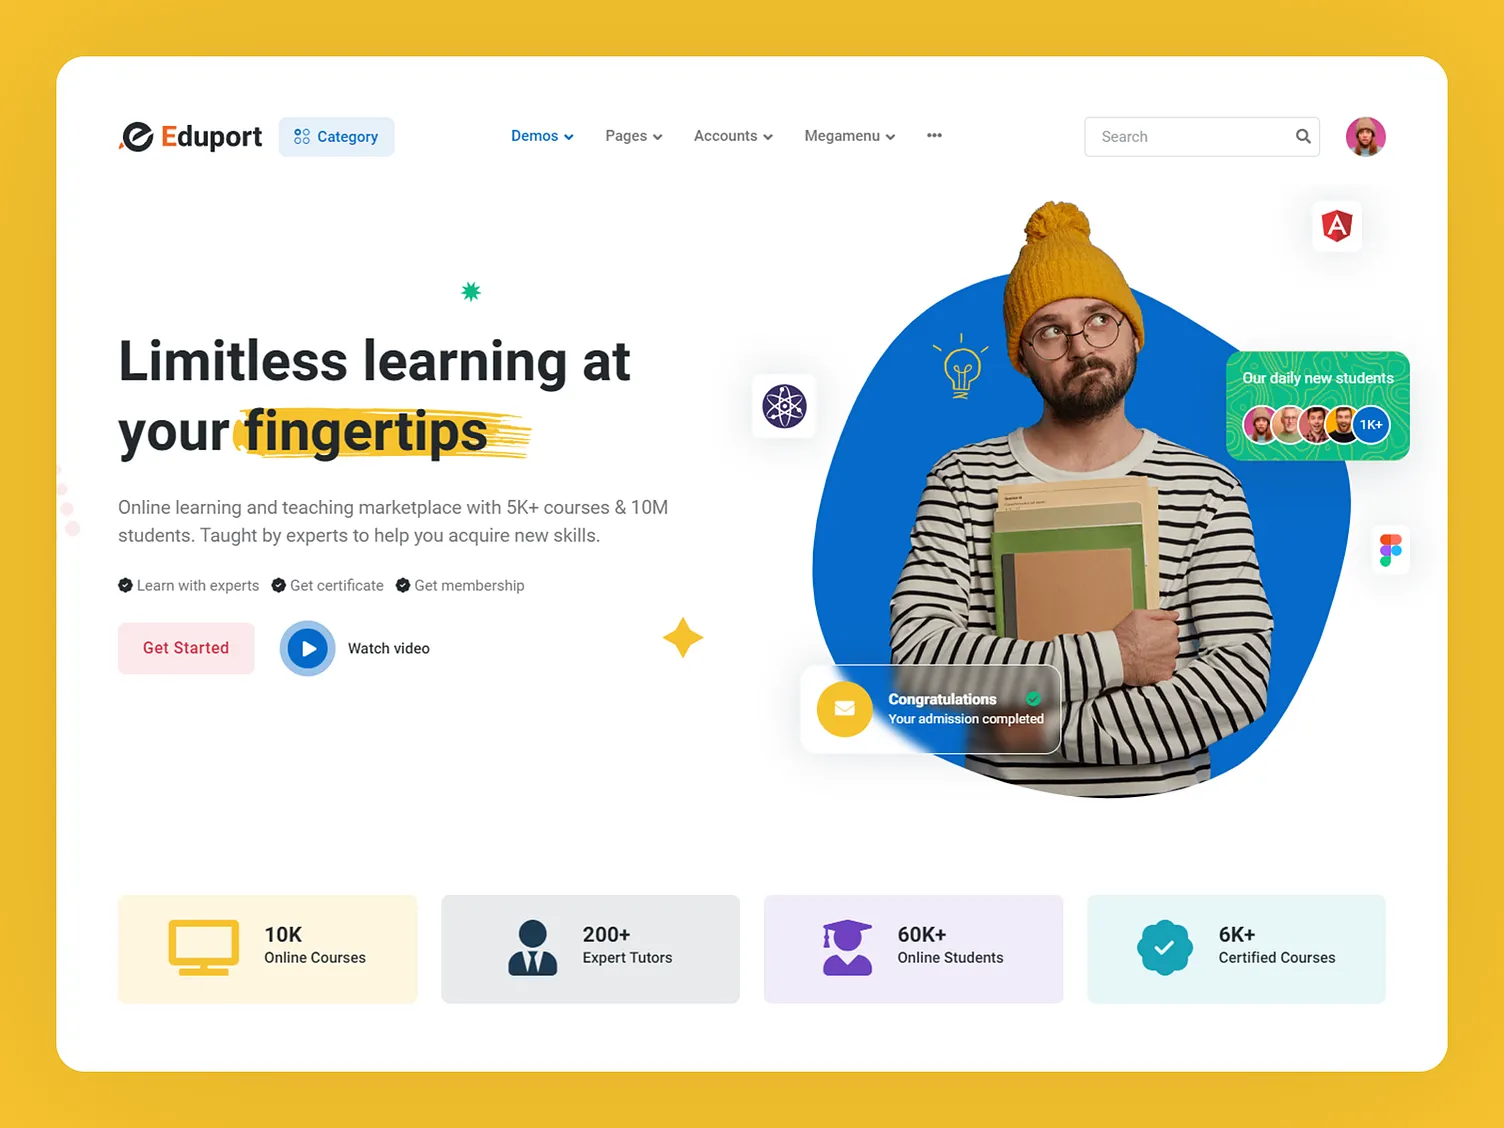 Eduport
Category
Demos
Pages
Accounts
Megamenu
Search
Limitless learning at
your fingertips
Online learning and teaching marketplace with 5K+ courses & 10M
students. Taught by experts to help you acquire new skills.
Learn with experts
Get certificate
Get membership
Get Started
Watch video
Our daily new students
1K+
Congratulations
Your admission completed
10K
Online Courses
200+
Expert Tutors
60K+
Online Students
6K+
Certified Courses